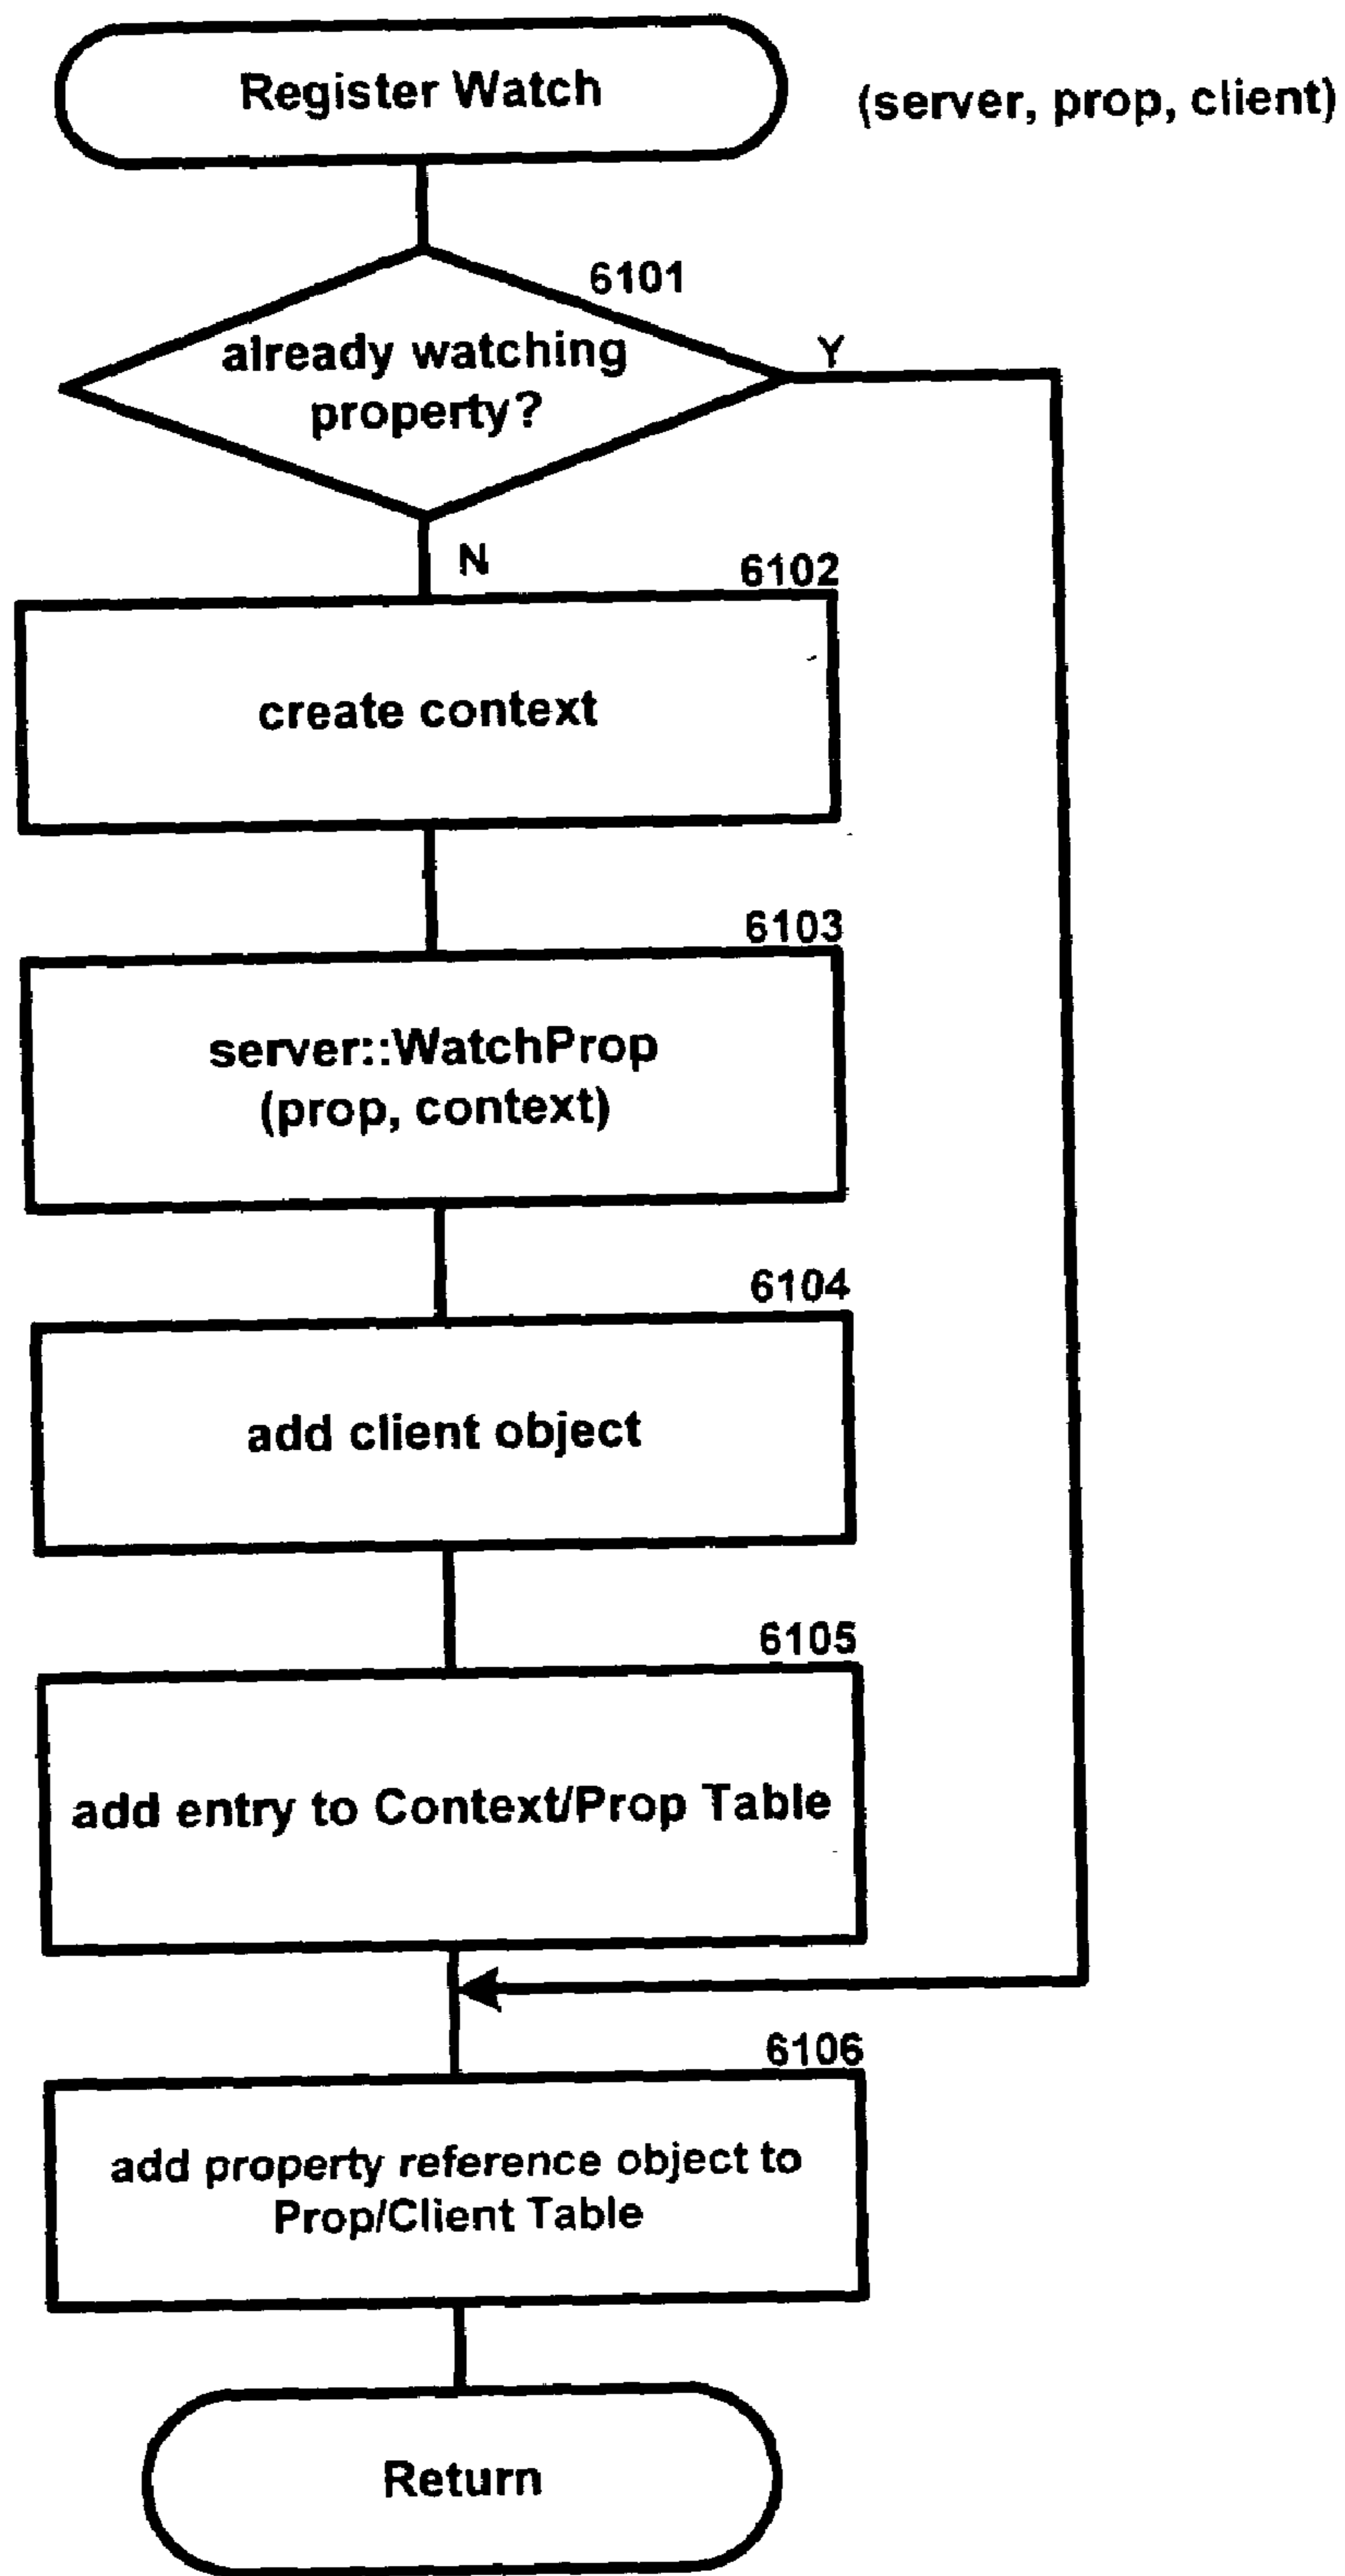 Register Watch
(server, prop, client)
6101
already watching
property?
Y
N
6102
create context
6103
server::WatchProp
(prop, context)
6104
add client object
6105
add entry to Context/Prop Table
6106
add property reference object to
Prop/Client Table
Return